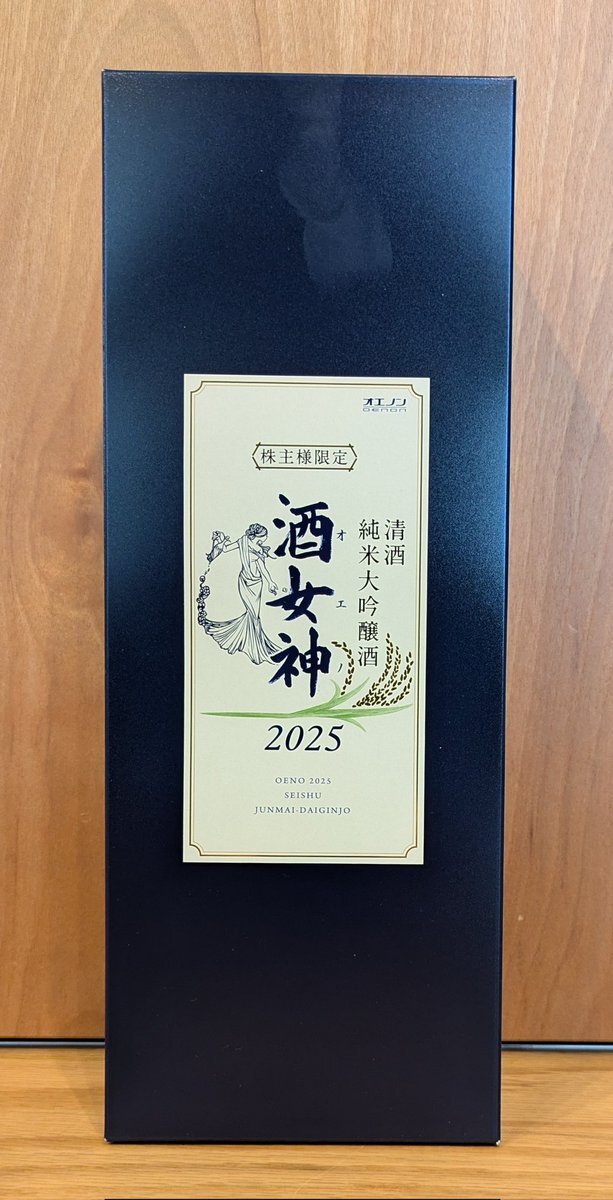 オエノン
OENON
株主様限定
清酒
純米大吟醸酒
酒女神
オエノ
2025
OENO 2025
SEISHU
JUNMAI-DAIGINJO